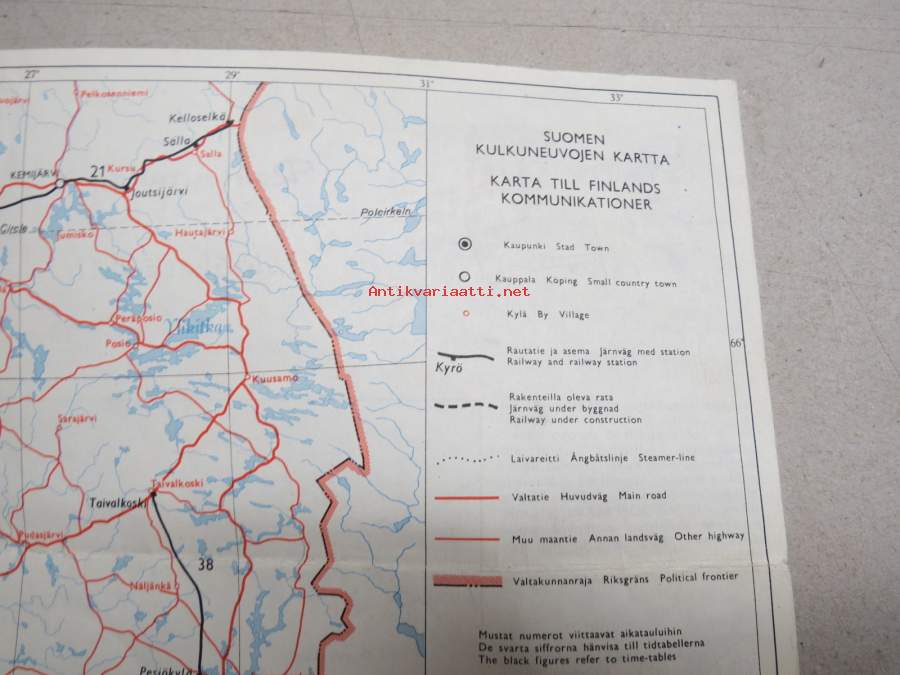 27°
29°
31°
33°
Pelkosenniemi
Kelloselkä
Salla
Salla
KEMIJÄRVI
21
Kursu
Joutsijärvi
Polcirkeln
Jumisko
Hautajärvi
Peräposio
Posio
Kuusamo
Sarajärvi
Taivalkoski
Taivalkoski
Pudasjärvi
38
Näljänkä
Pesiökylä
66°
SUOMEN
KULKUNEUVOJEN KARTTA
KARTA TILL FINLANDS
KOMMUNIKATIONER
Kaupunki Stad Town
Kauppala Köping Small country town
Antikvariaatti.net
Kylä By Village
Kyrö
Rautatie ja asema Järnväg med station
Railway and railway station
Rakenteilla oleva rata
Järnväg under byggnad
Railway under construction
Laivareitti Ångbåtslinje Steamer-line
Valtatie Huvudväg Main road
Muu maantie Annan landsväg Other highway
Valtakunnanraja Riksgräns Political frontier
Mustat numerot viittaavat aikatauluihin
De svarta siffrorna hänvisa till tidtabellerna
The black figures refer to time-tables